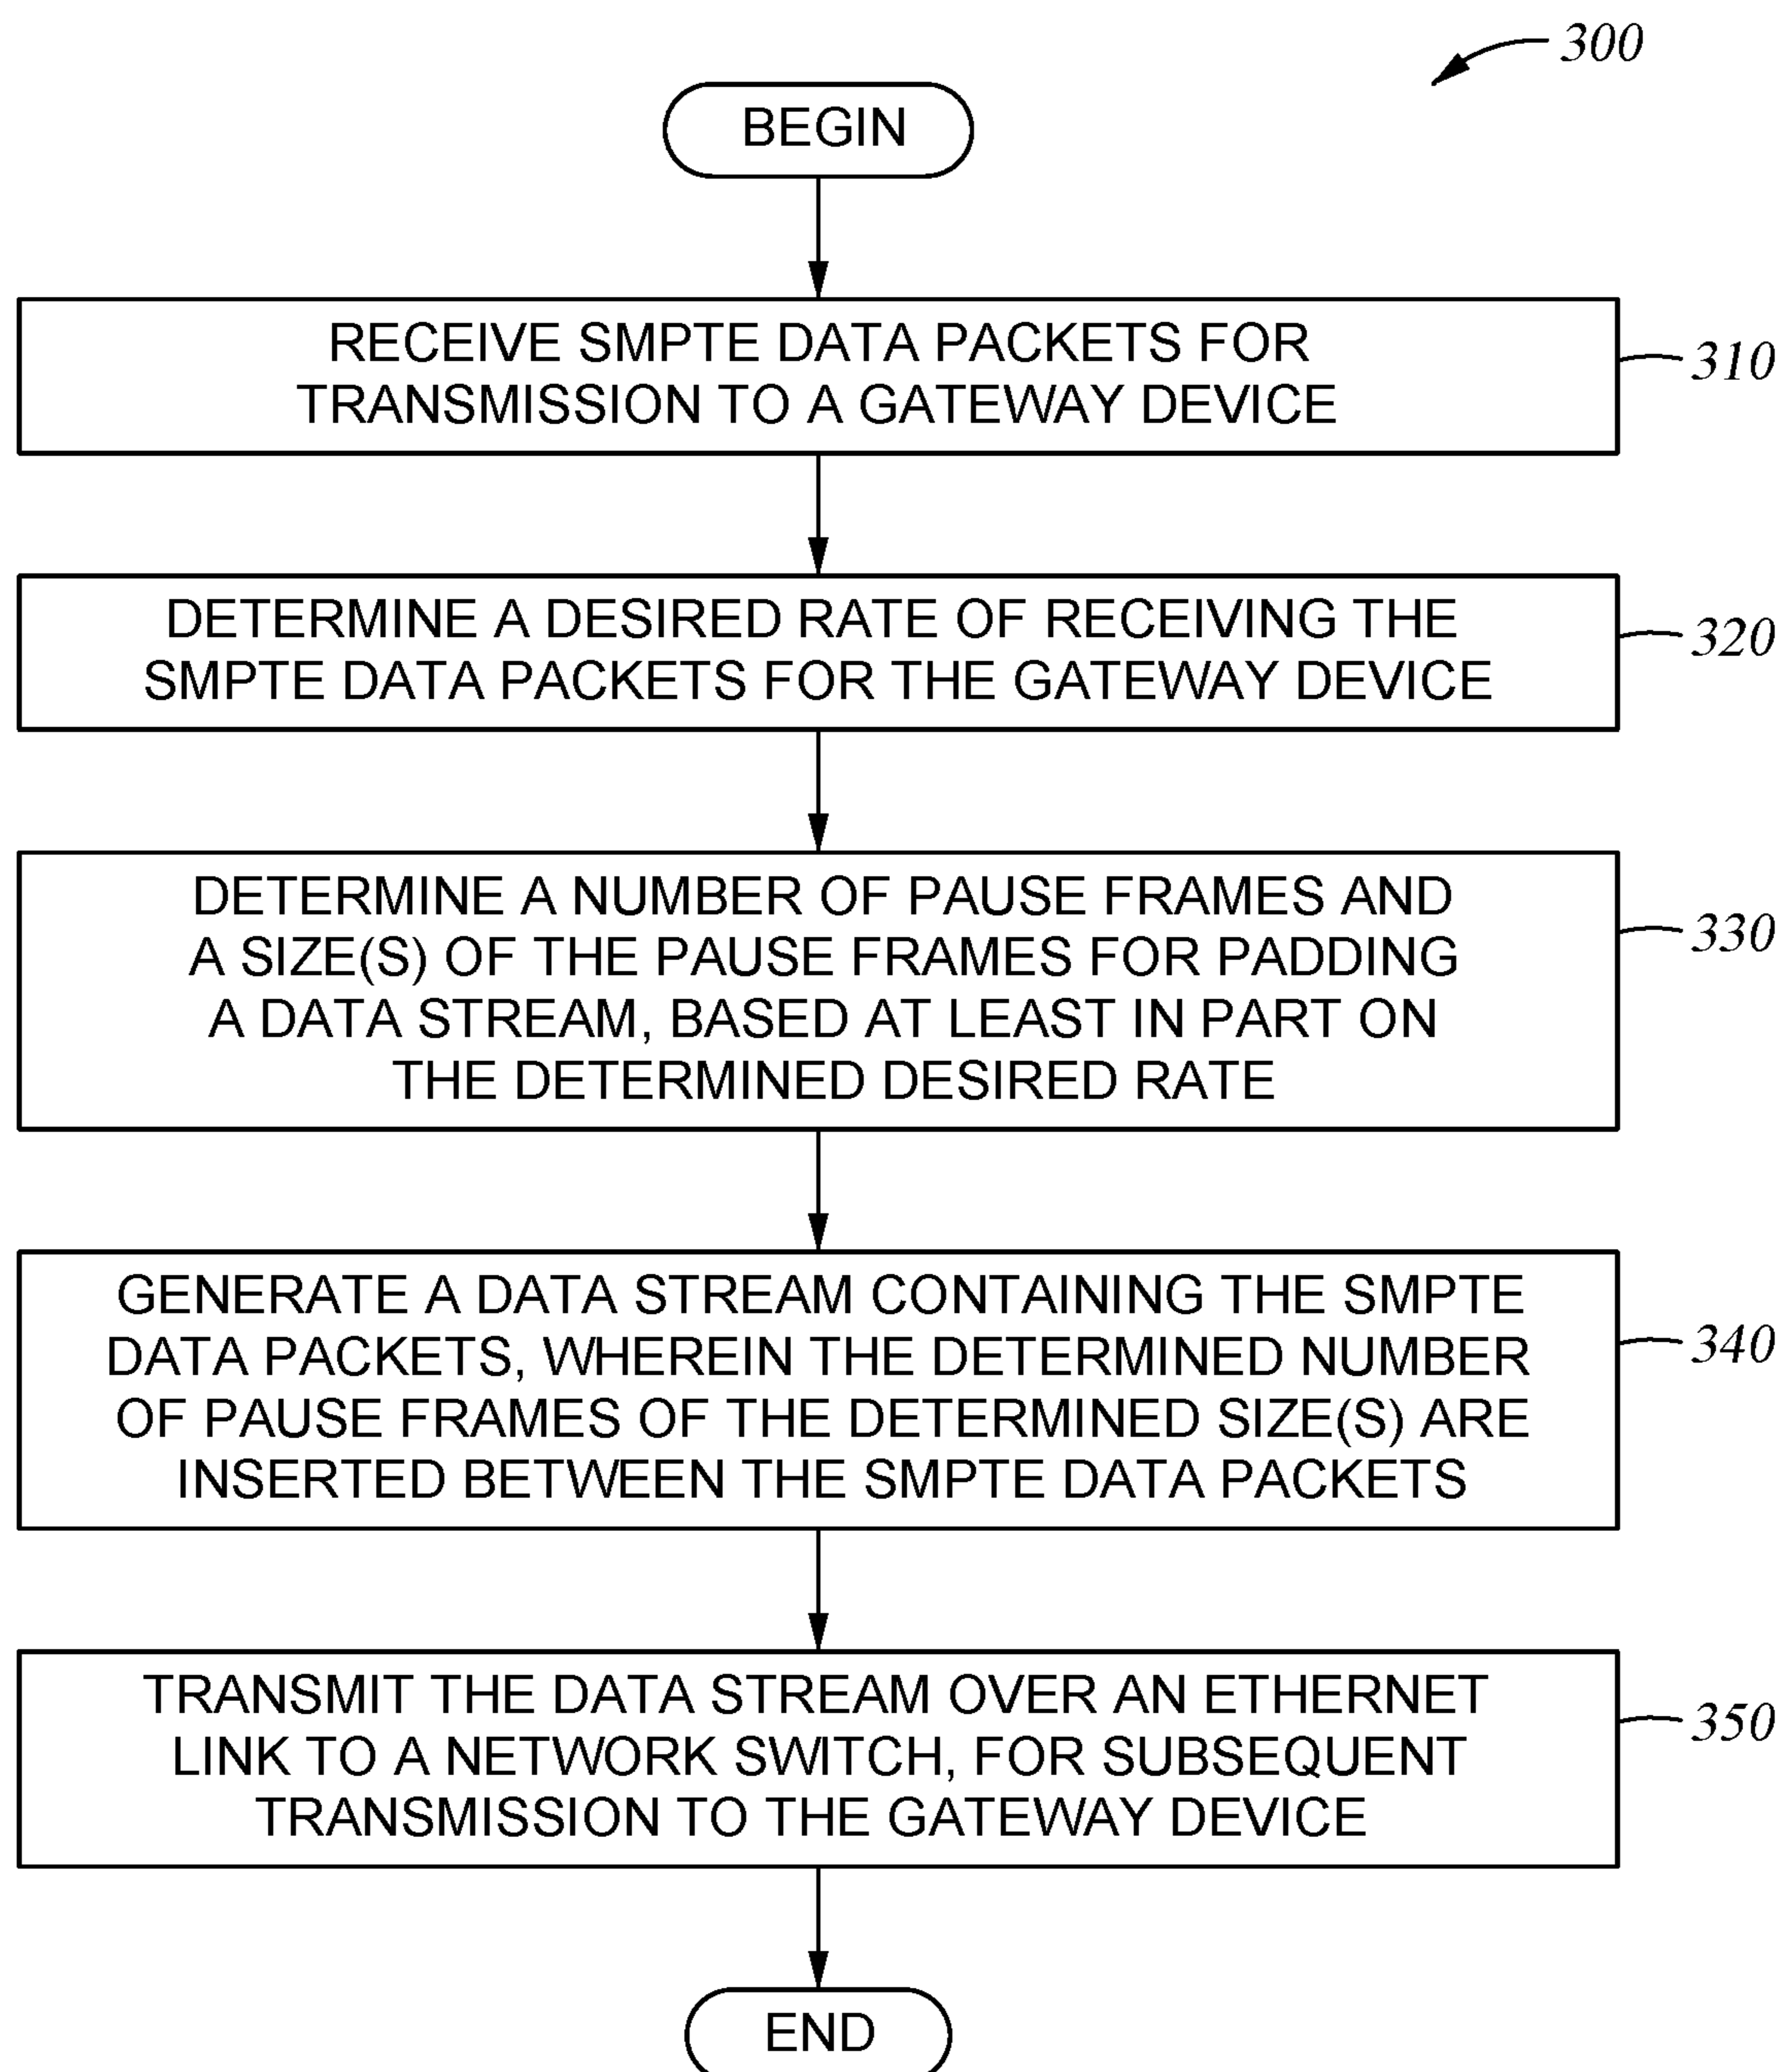 300
BEGIN
RECEIVE SMPTE DATA PACKETS FOR
TRANSMISSION TO A GATEWAY DEVICE
310
DETERMINE A DESIRED RATE OF RECEIVING THE
SMPTE DATA PACKETS FOR THE GATEWAY DEVICE
320
DETERMINE A NUMBER OF PAUSE FRAMES AND
A SIZE(S) OF THE PAUSE FRAMES FOR PADDING
A DATA STREAM, BASED AT LEAST IN PART ON
THE DETERMINED DESIRED RATE
330
GENERATE A DATA STREAM CONTAINING THE SMPTE
DATA PACKETS, WHEREIN THE DETERMINED NUMBER
OF PAUSE FRAMES OF THE DETERMINED SIZE(S) ARE
INSERTED BETWEEN THE SMPTE DATA PACKETS
340
TRANSMIT THE DATA STREAM OVER AN ETHERNET
LINK TO A NETWORK SWITCH, FOR SUBSEQUENT
TRANSMISSION TO THE GATEWAY DEVICE
350
END